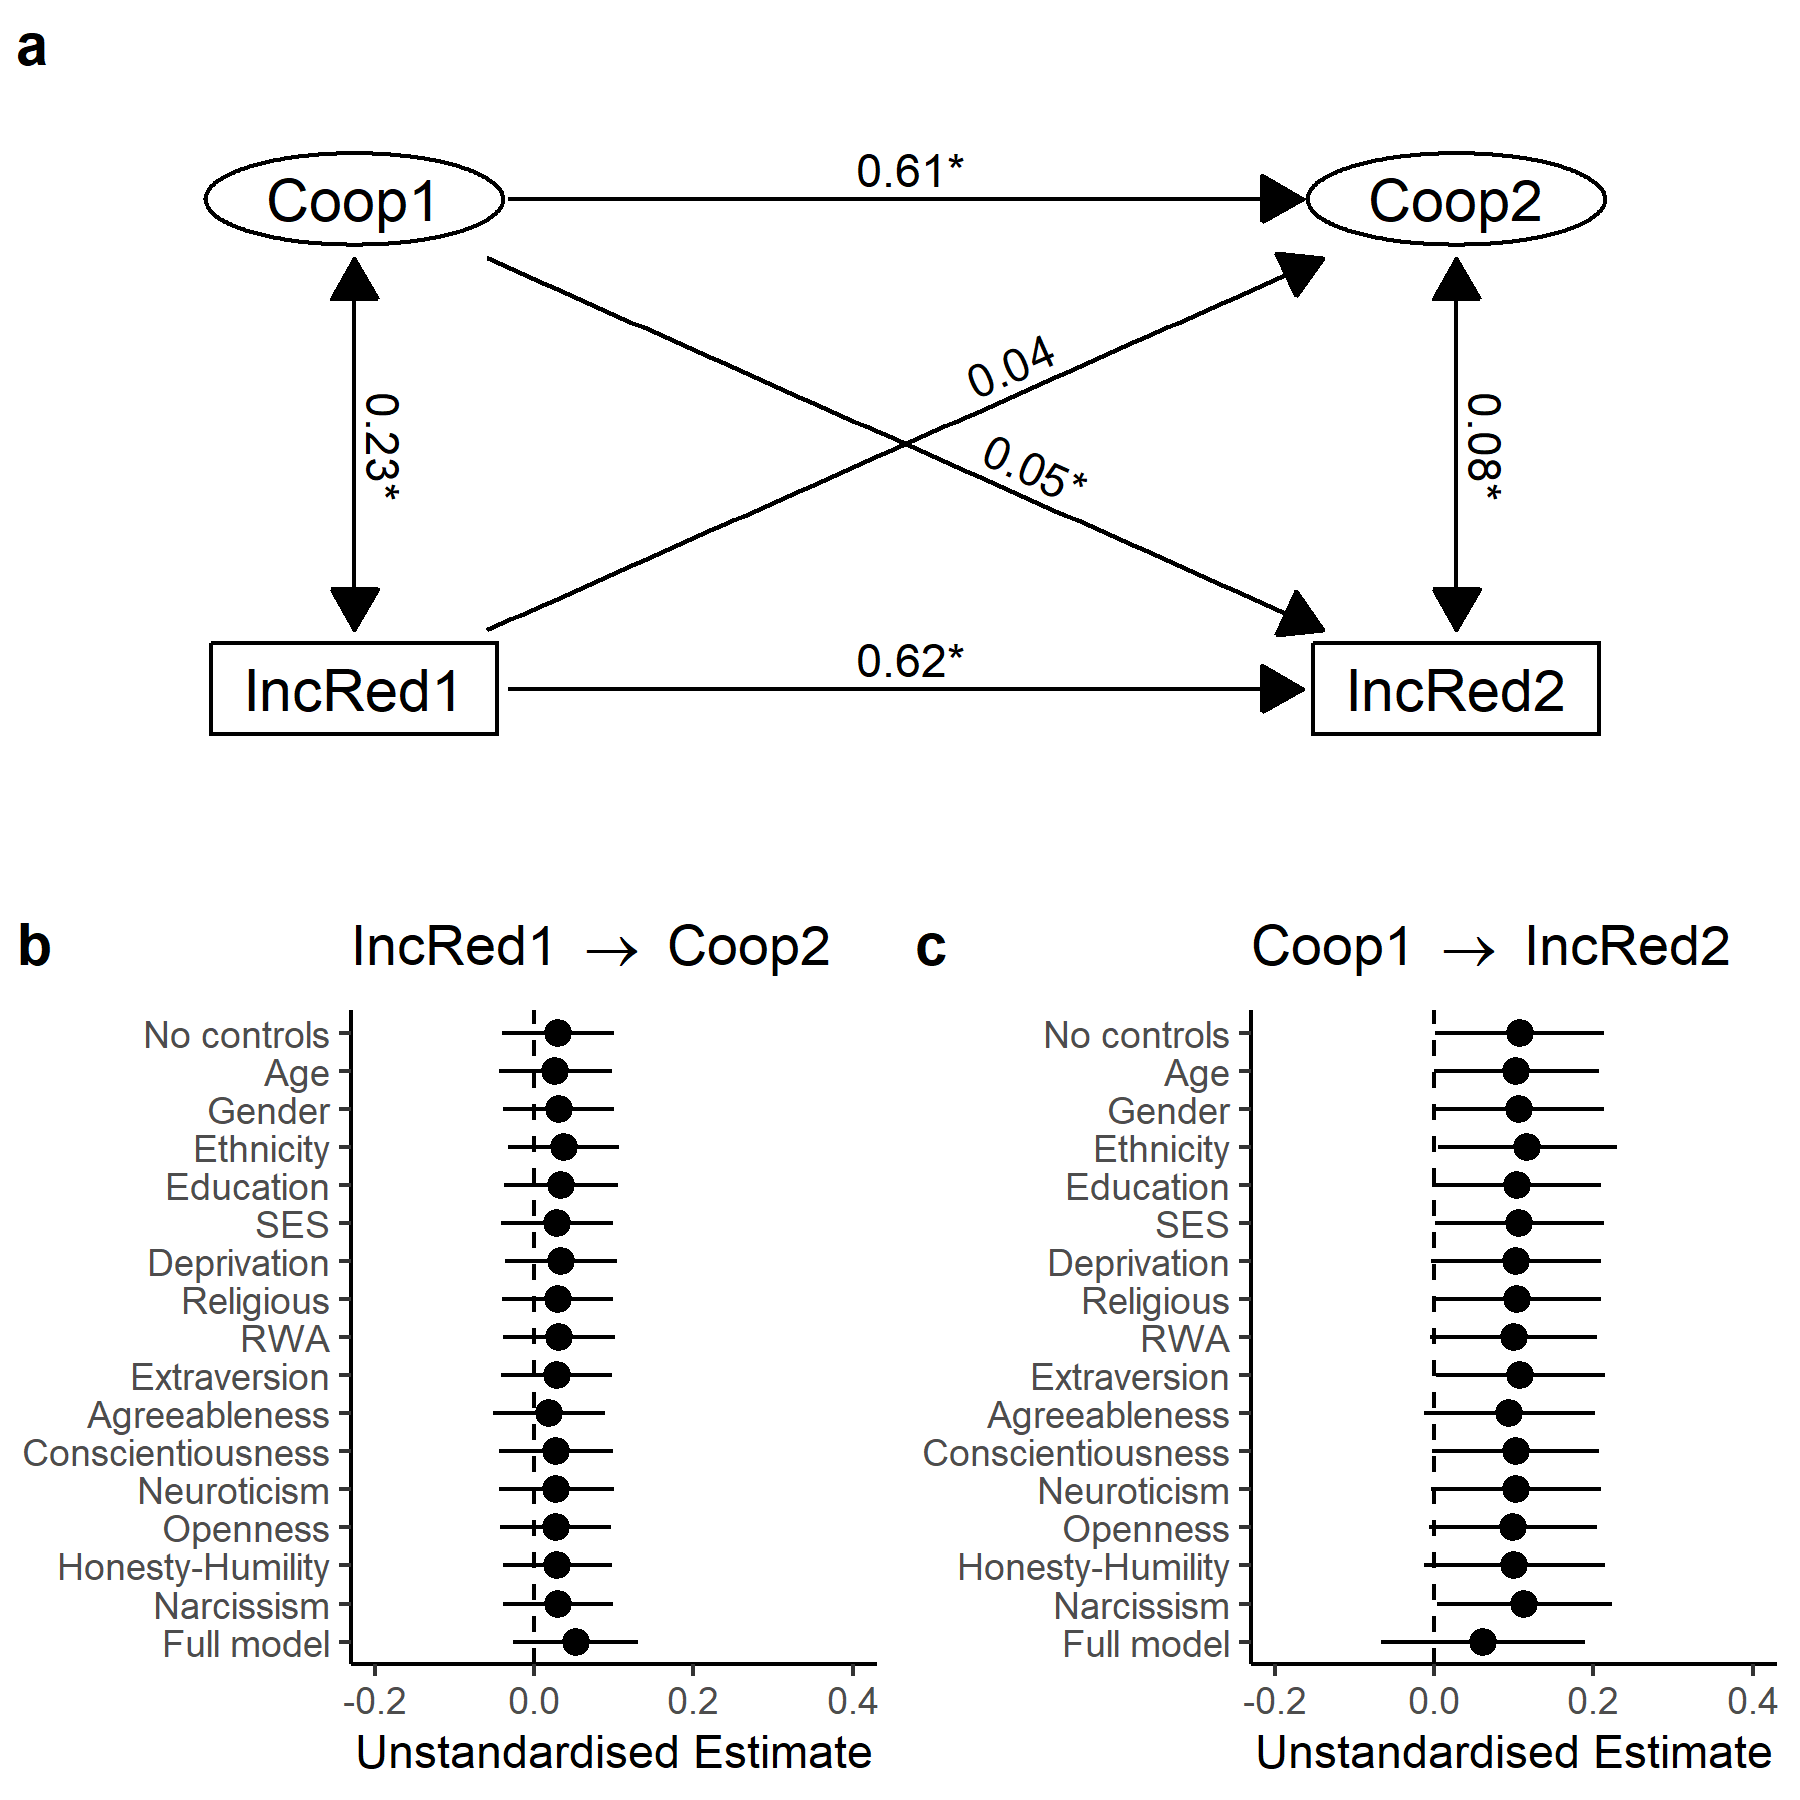 a
Coop1
0.61*
Coop2
0.23*
0.04
0.05*
0.08*
IncRed1
0.62*
IncRed2
b
IncRed1 → Coop2
No controls
Age
Gender
Ethnicity
Education
SES
Deprivation
Religious
RWA
Extraversion
Agreeableness
Conscientiousness
Neuroticism
Openness
Honesty-Humility
Narcissism
Full model
-0.2 0.0 0.2 0.4
Unstandardised Estimate
c
Coop1 → IncRed2
No controls
Age
Gender
Ethnicity
Education
SES
Deprivation
Religious
RWA
Extraversion
Agreeableness
Conscientiousness
Neuroticism
Openness
Honesty-Humility
Narcissism
Full model
-0.2 0.0 0.2 0.4
Unstandardised Estimate